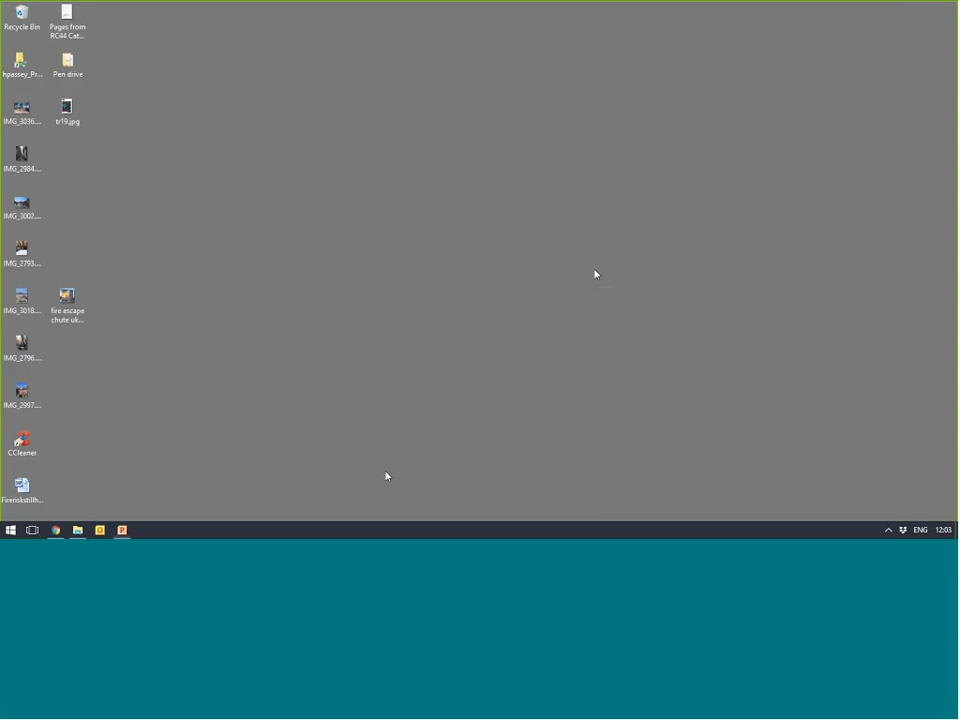 Recycle Bin
Pages from
RC44 Cat...
hpassey_Pr...
Pen drive
IMG_3036....
tr19.jpg
IMG_2984....
IMG_3002....
IMG_2793....
IMG_3018....
fire escape
chute uk...
IMG_2796....
IMG_2997....
CCleaner
Fireriskstillh...
ENG
12:03